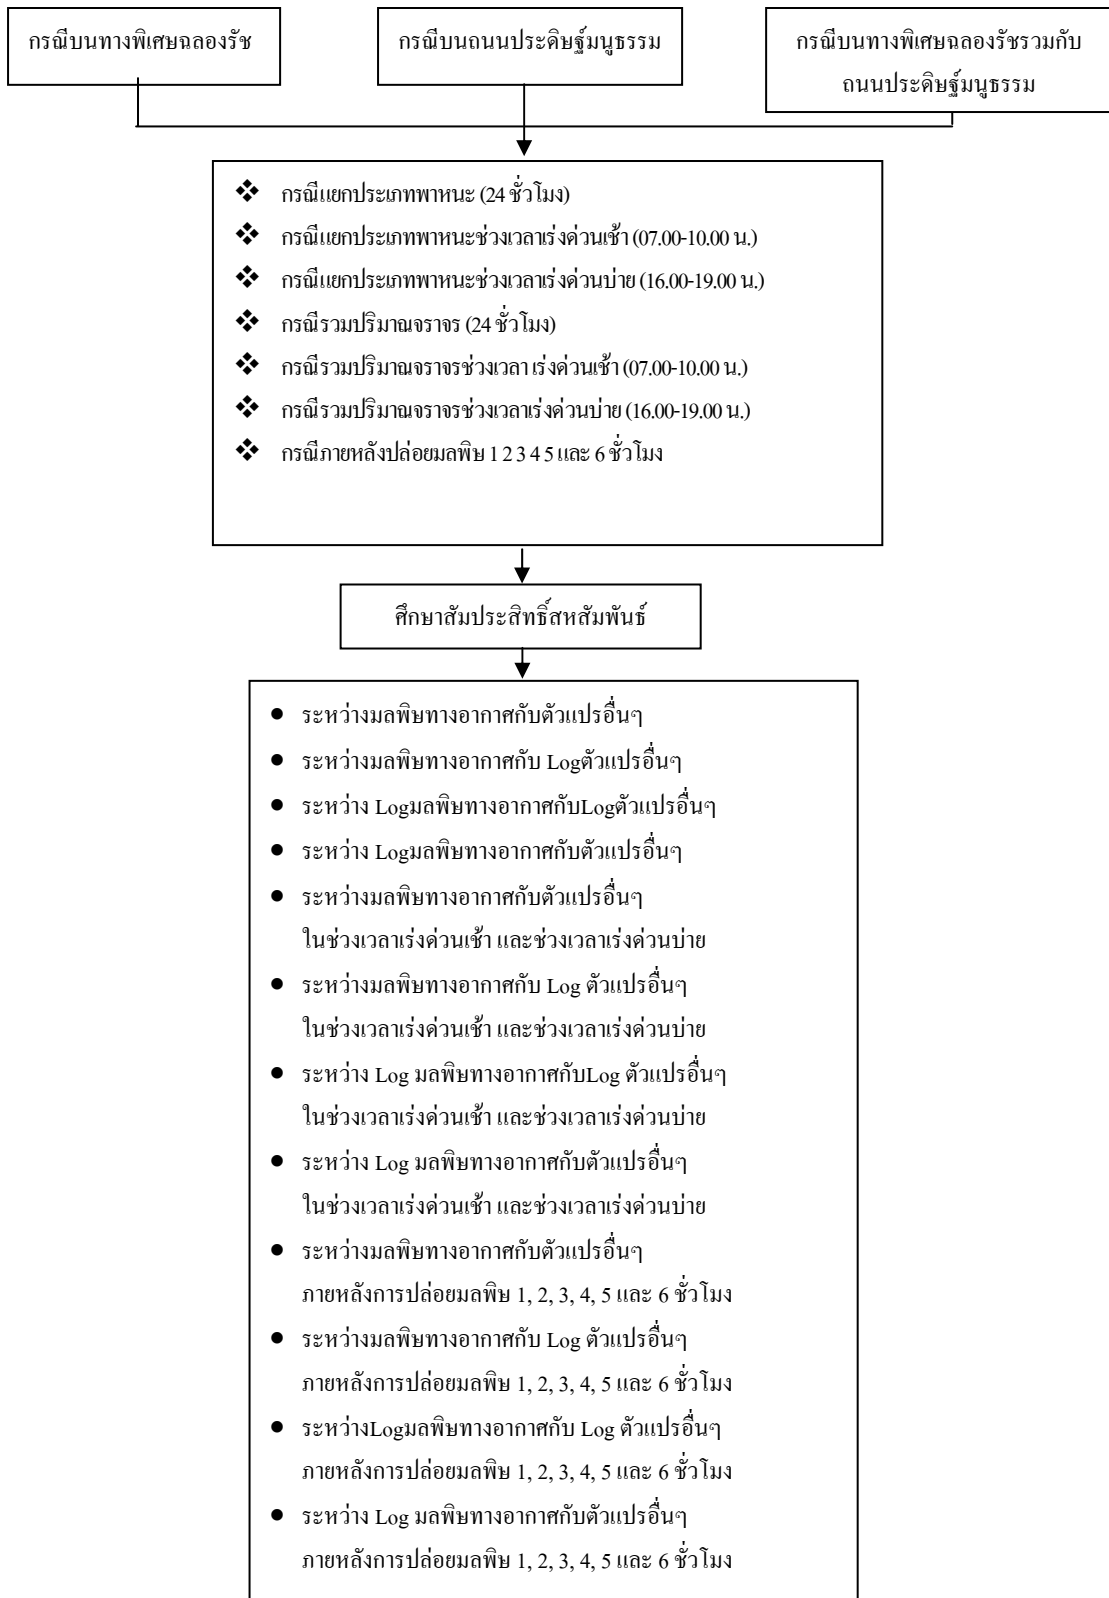 กรณีบนทางพิเศษฉลองรัช
กรณีบนถนนประดิษฐ์มนูธรรม
กรณีบนทางพิเศษฉลองรัชรวมกับ
ถนนประดิษฐ์มนูธรรม
❖ กรณีแยกประเภทพาหนะ (24 ชั่วโมง)
❖ กรณีแยกประเภทพาหนะช่วงเวลาเร่งด่วนเช้า (07.00-10.00 น.)
❖ กรณีแยกประเภทพาหนะช่วงเวลาเร่งด่วนบ่าย (16.00-19.00 น.)
❖ กรณีรวมปริมาณจราจร (24 ชั่วโมง)
❖ กรณีรวมปริมาณจราจรช่วงเวลา เร่งด่วนเช้า (07.00-10.00 น.)
❖ กรณีรวมปริมาณจราจรช่วงเวลาเร่งด่วนบ่าย (16.00-19.00 น.)
❖ กรณีภายหลังปล่อยมลพิษ 1 2 3 4 5 และ 6 ชั่วโมง
ศึกษาสัมประสิทธิ์สหสัมพันธ์
● ระหว่างมลพิษทางอากาศกับตัวแปรอื่นๆ
● ระหว่างมลพิษทางอากาศกับ Logตัวแปรอื่นๆ
● ระหว่าง LogมลพิษทางอากาศกับLogตัวแปรอื่นๆ
● ระหว่าง Logมลพิษทางอากาศกับตัวแปรอื่นๆ
● ระหว่างมลพิษทางอากาศกับตัวแปรอื่นๆ
ในช่วงเวลาเร่งด่วนเช้า และช่วงเวลาเร่งด่วนบ่าย
● ระหว่างมลพิษทางอากาศกับ Log ตัวแปรอื่นๆ
ในช่วงเวลาเร่งด่วนเช้า และช่วงเวลาเร่งด่วนบ่าย
● ระหว่าง Log มลพิษทางอากาศกับLog ตัวแปรอื่นๆ
ในช่วงเวลาเร่งด่วนเช้า และช่วงเวลาเร่งด่วนบ่าย
● ระหว่าง Log มลพิษทางอากาศกับตัวแปรอื่นๆ
ในช่วงเวลาเร่งด่วนเช้า และช่วงเวลาเร่งด่วนบ่าย
● ระหว่างมลพิษทางอากาศกับตัวแปรอื่นๆ
ภายหลังการปล่อยมลพิษ 1, 2, 3, 4, 5 และ 6 ชั่วโมง
● ระหว่างมลพิษทางอากาศกับ Log ตัวแปรอื่นๆ
ภายหลังการปล่อยมลพิษ 1, 2, 3, 4, 5 และ 6 ชั่วโมง
● ระหว่างLogมลพิษทางอากาศกับ Log ตัวแปรอื่นๆ
ภายหลังการปล่อยมลพิษ 1, 2, 3, 4, 5 และ 6 ชั่วโมง
● ระหว่าง Log มลพิษทางอากาศกับตัวแปรอื่นๆ
ภายหลังการปล่อยมลพิษ 1, 2, 3, 4, 5 และ 6 ชั่วโมง